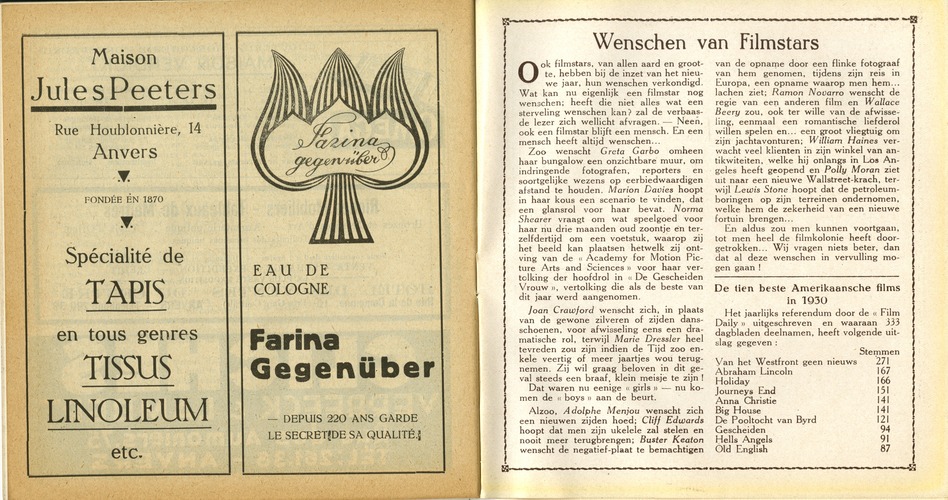 Maison
Jules Peeters
Rue Houblonnière, 14
Anvers
FONDÉE EN 1870
Spécialité de
TAPIS
en tous genres
TISSUS
LINOLEUM
etc.
Farina
gegenüber
EAU DE
COLOGNE
Farina
Gegenüber
— DEPUIS 220 ANS GARDE
LE SECRET DE SA QUALITÉ.
Wenschen van Filmstars
Ook filmstars, van allen aard en groot-
te, hebben bij de inzet van het nieu-
we jaar, hun wenschen verkondigd.
Wat kan nu eigenlijk een filmstar nog
wenschen; heeft die niet alles wat een
sterveling wenschen kan? zal de verbaas-
de lezer zich wellicht afvragen. — Neen,
ook een filmstar blijft een mensch. En een
mensch heeft altijd wenschen...
Zoo wenscht Greta Garbo omheen
haar bungalow een onzichtbare muur, om
indringende fotografen, reporters en
soortgelijke wezens op eerbiedwaardigen
afstand te houden. Marion Davies hoopt
in haar kous een scenario te vinden, dat
een glansrol voor haar bevat. Norma
Shearer vraagt om wat speelgoed voor
haar nu drie maanden oud zoontje en ter-
zelfdertijd om een voetstuk, waarop zij
het beeld kan plaatsen hetwelk zij ont-
ving van de « Academy for Motion Pic-
ture Arts and Sciences » voor haar ver-
tolking der hoofdrol in « De Gescheiden
Vrouw », vertolking die als de beste van
dit jaar werd aangenomen.
Joan Crawford wenscht zich, in plaats
van de gewone zilveren of zijden dans-
schoenen, voor afwisseling eens een dra-
matische rol, terwijl Marie Dressler heel
tevreden zou zijn indien de Tijd zoo en-
kele veertig of meer jaartjes wou terug-
nemen. Zij wil graag beloven in dit ge-
val steeds een braaf, klein meisje te zijn !
Dat waren nu eenige « girls » — nu ko-
men de « boys » aan de beurt.
Alzoo, Adolphe Menjou wenscht zich
een nieuwen zijden hoed; Cliff Edwards
hoopt dat men zijn ukelele zal stelen en
nooit meer terugbrengen; Buster Keaton
wenscht de negatief-plaat te bemachtigen
van de opname door een flinke fotograaf
van hem genomen, tijdens zijn reis in
Europa, een opname waarop men hem...
lachen ziet; Ramon Novarro wenscht de
regie van een anderen film en Wallace
Beery zou, ook ter wille van de afwisse-
ling, eenmaal een romantische liefderol
willen spelen en... een groot vliegtuig om
zijn jachtavonturen; William Haines ver-
wacht veel klienten in zijn winkel van an-
tikwiteiten, welke hij onlangs in Los An-
geles heeft geopend en Polly Moran ziet
uit naar een nieuwe Wallstreet-krach, ter-
wijl Lewis Stone hoopt dat de petroleum-
boringen op zijn terreinen ondernomen,
welke hem de zekerheid van een nieuwe
fortuin brengen...
En aldus zou men kunnen voortgaan,
tot men heel de filmkolonie heeft door-
getrokken... Wij vragen niets beter, dan
dat al deze wenschen in vervulling mo-
gen gaan !
De tien beste Amerikaansche films
in 1930
Het jaarlijks referendum door de « Film
Daily » uitgeschreven en waaraan 333
dagbladen deelnamen, heeft volgende uit-
slag gegeven :
Stemmen
Van het Westfront geen nieuws 271
Abraham Lincoln 167
Holiday 166
Journeys End 151
Anna Christie 141
Big House 141
De Pooltocht van Byrd 121
Gescheiden 94
Hells Angels 91
Old English 87